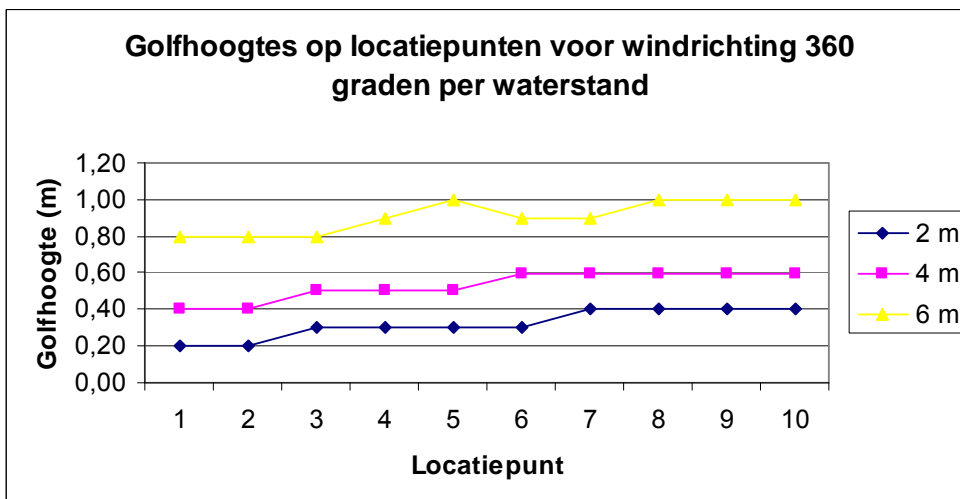 Golfhoogtes op locatiepunten voor windrichting 360
graden per waterstand
Golfhoogte (m)
1,20
1,00
0,80
0,60
0,40
0,20
0,00
1 2 3 4 5 6 7 8 9 10
Locatiepunt
2 m
4 m
6 m